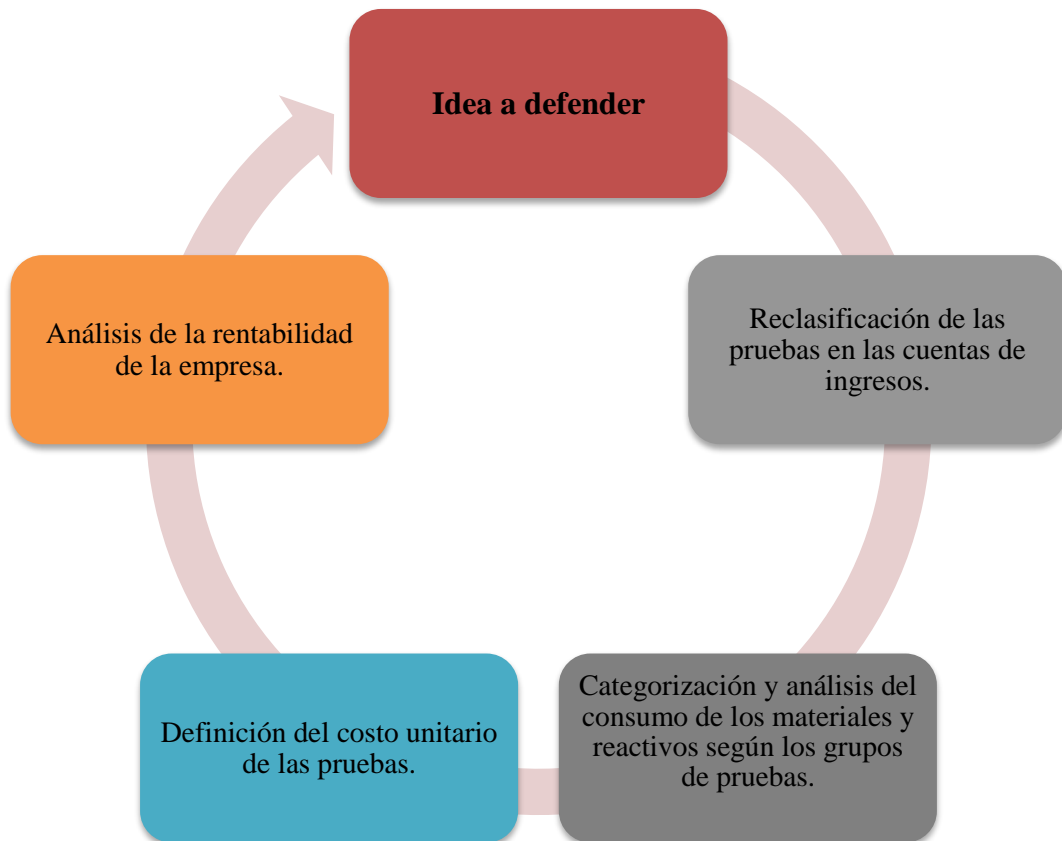 Idea a defender
Reclasificación de las
pruebas en las cuentas de
ingresos.
Categorización y análisis del
consumo de los materiales y
reactivos según los grupos
de pruebas.
Definición del costo unitario
de las pruebas.
Análisis de la rentabilidad
de la empresa.